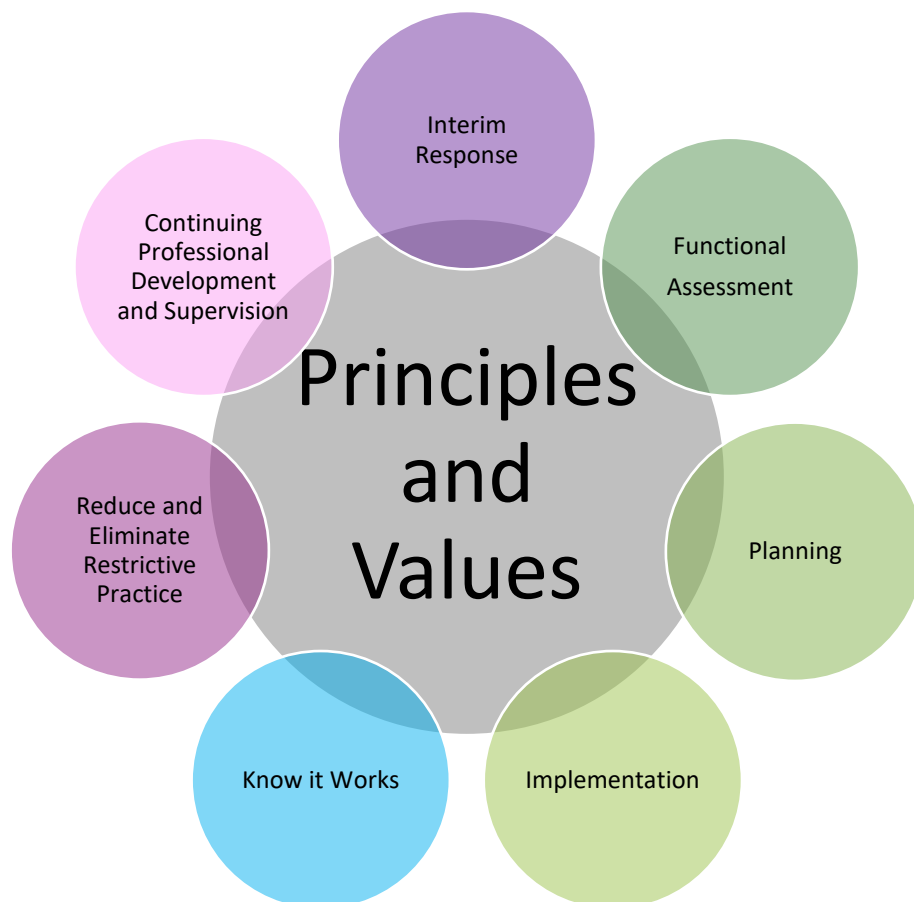 Interim
Response
Functional
Assessment
Planning
Implementation
Know it Works
Reduce and
Eliminate
Restrictive
Practice
Continuing
Professional
Development
and Supervision
Principles
and
Values